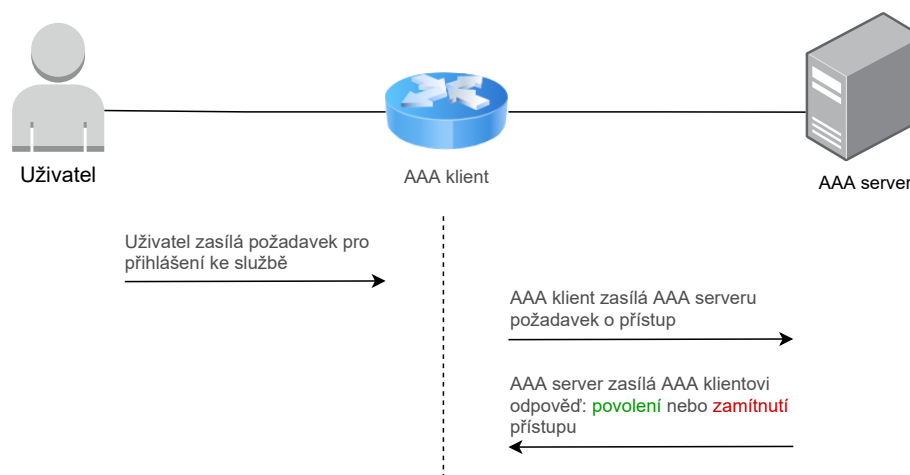 Uživatel
AAA klient
AAA server
Uživatel zasílá požadavek pro
přihlášení ke službě
AAA klient zasílá AAA serveru
požadavek o přístup
AAA server zasílá AAA klientovi
odpověď: povolení nebo zamítnutí
přístupu